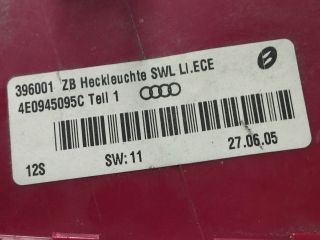 396001 ZB Heckleuchte SWL LI.ECE
4E0945095C Teil 1
12S SW:11 27.06.05